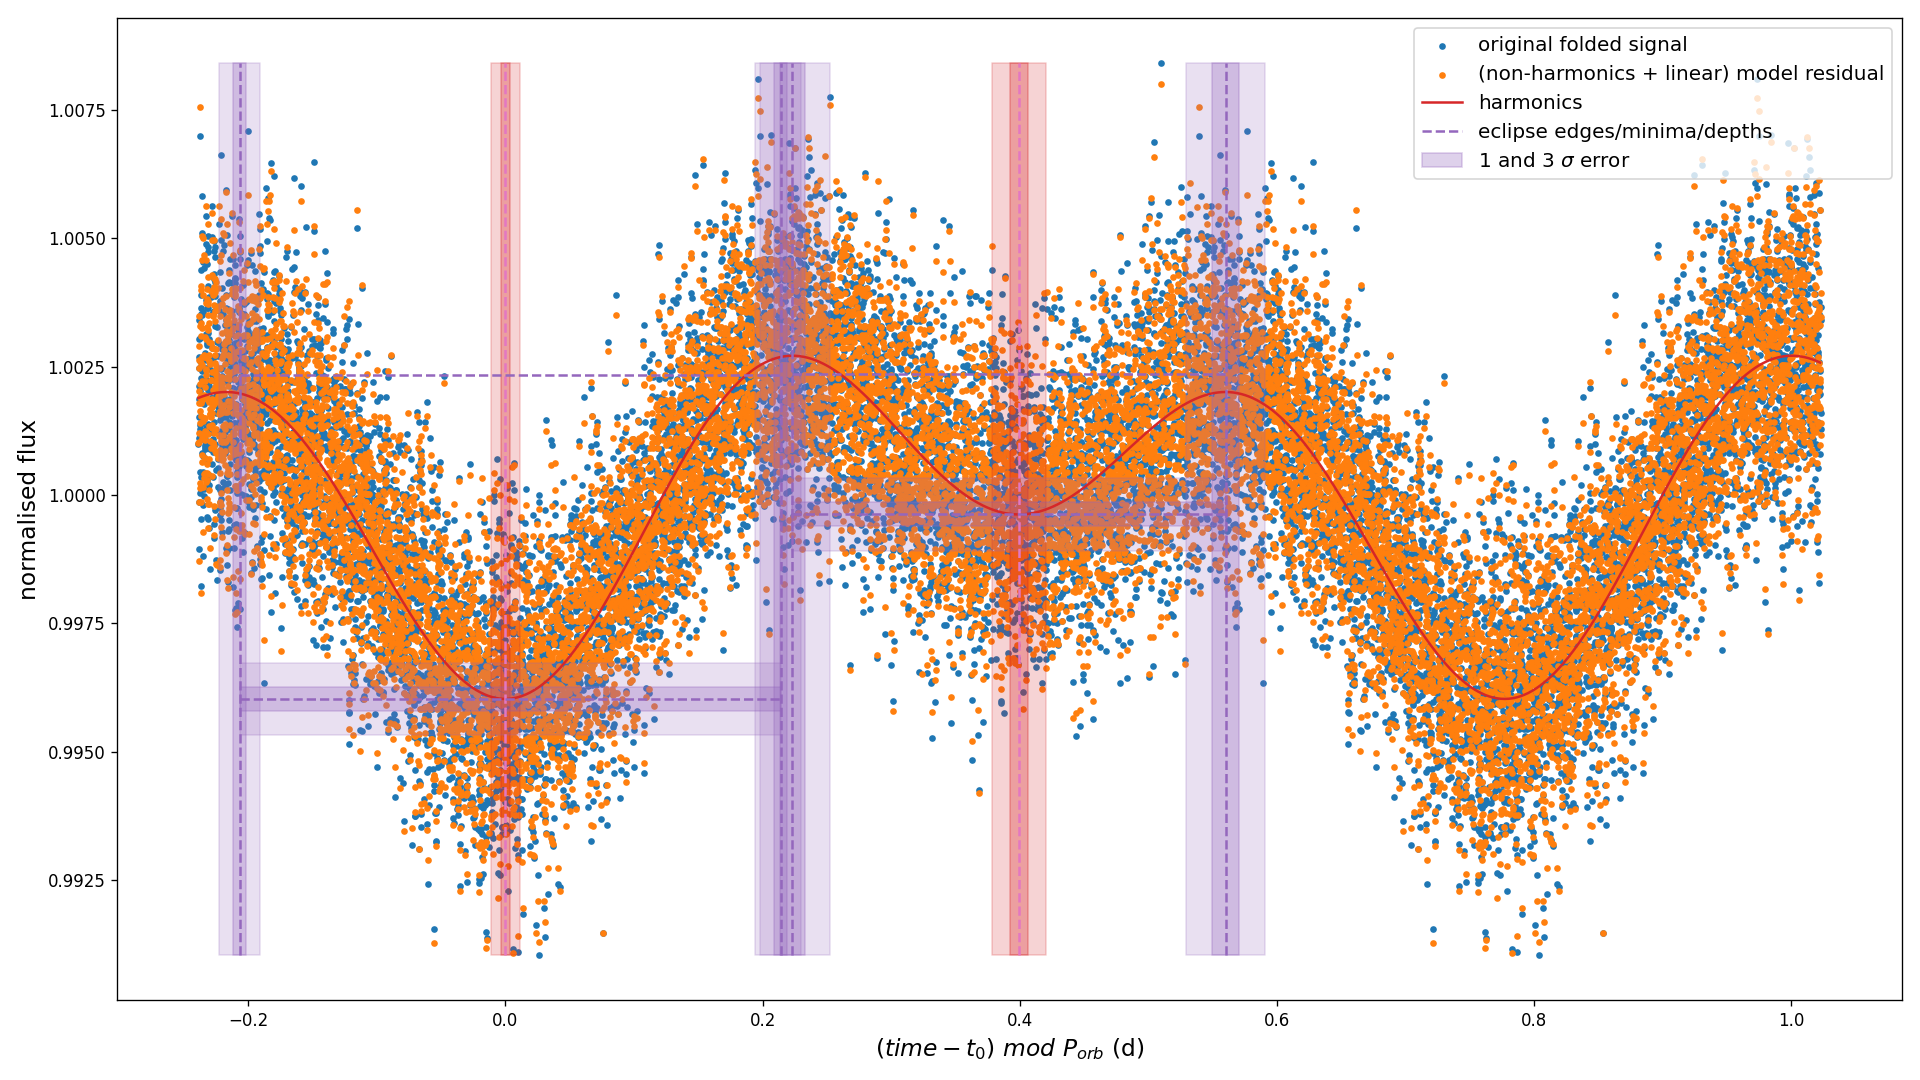 original folded signal
(non-harmonics + linear) model residual
harmonics
eclipse edges/minima/depths
1 and 3 σ error
normalised flux
1.0075
1.0050
1.0025
1.0000
0.9975
0.9950
0.9925
−0.2
0.0
0.2
0.4
0.6
0.8
1.0
(time − t₀) mod Pₒᵣb (d)